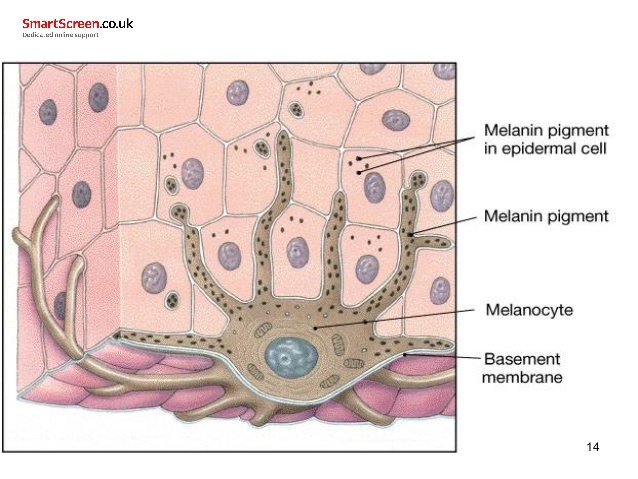 SmartScreen.co.uk
Dedicated online support
Melanin pigment
in epidermal cell
Melanin pigment
Melanocyte
Basement
membrane
14